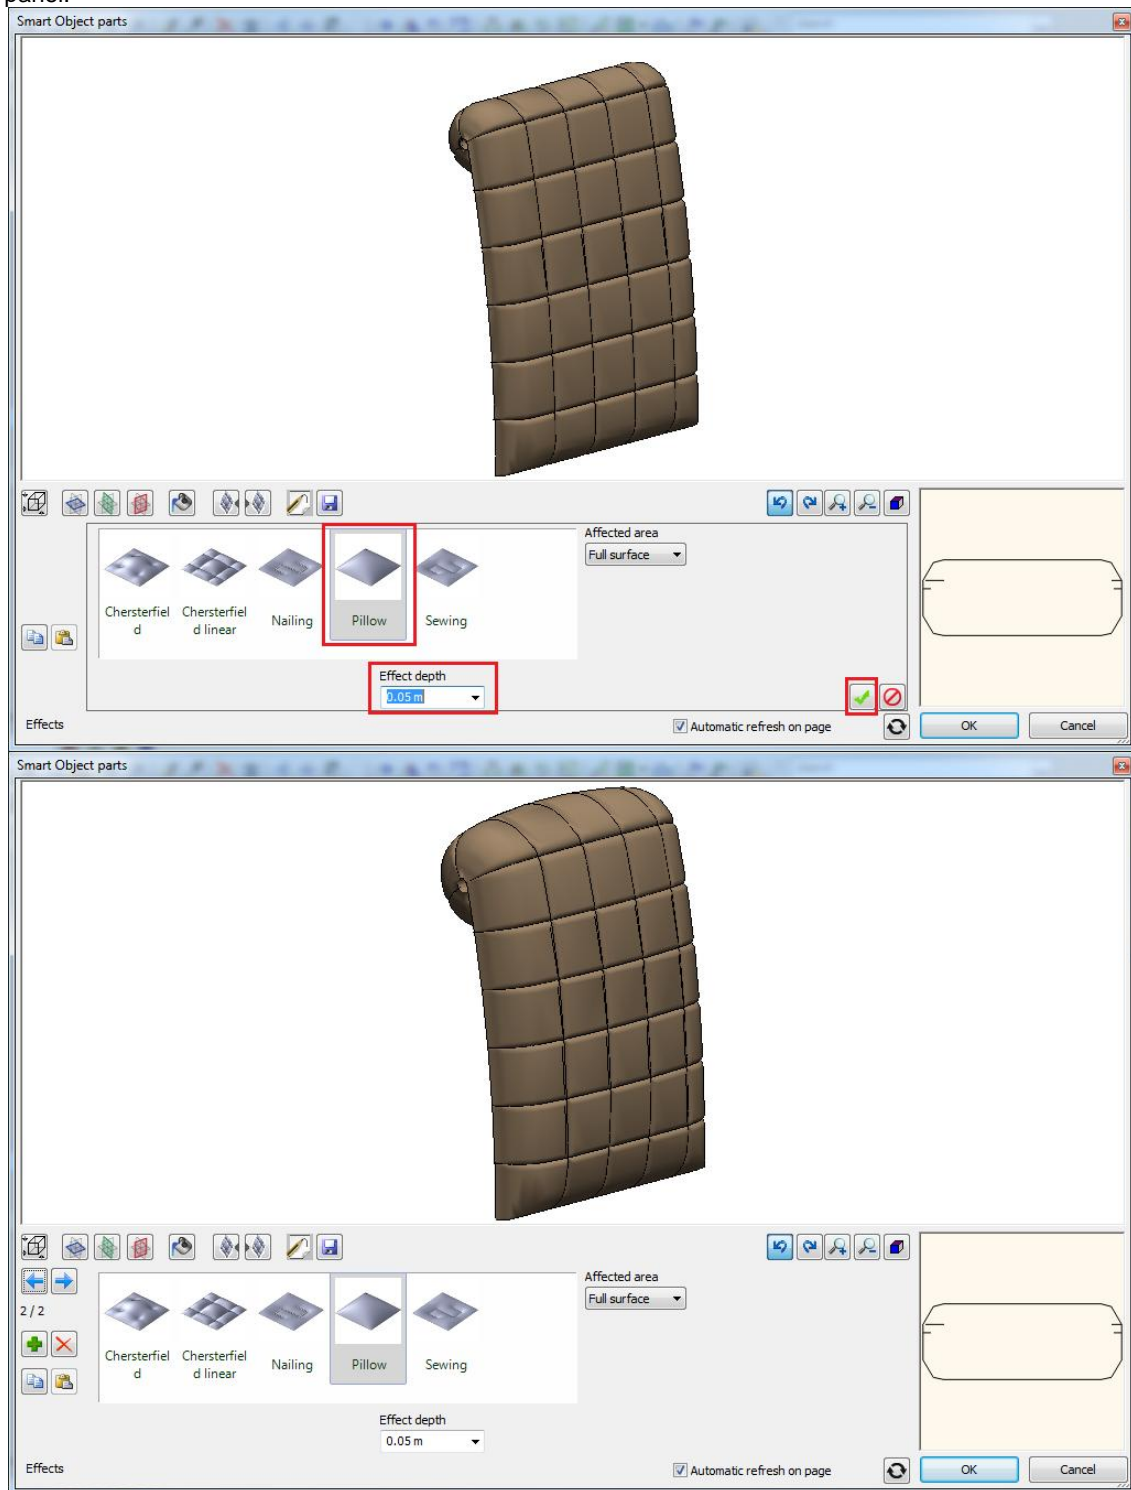 panel.
Smart Object parts
Affected area
Full surface
Chersterfiel
d
Chersterfiel
d linear
Nailing
Pillow
Sewing
Effect depth
0.05 m
Effects
Automatic refresh on page
OK
Cancel
Smart Object parts
2 / 2
Affected area
Full surface
Chersterfiel
d
Chersterfiel
d linear
Nailing
Pillow
Sewing
Effect depth
0.05 m
Effects
Automatic refresh on page
OK
Cancel